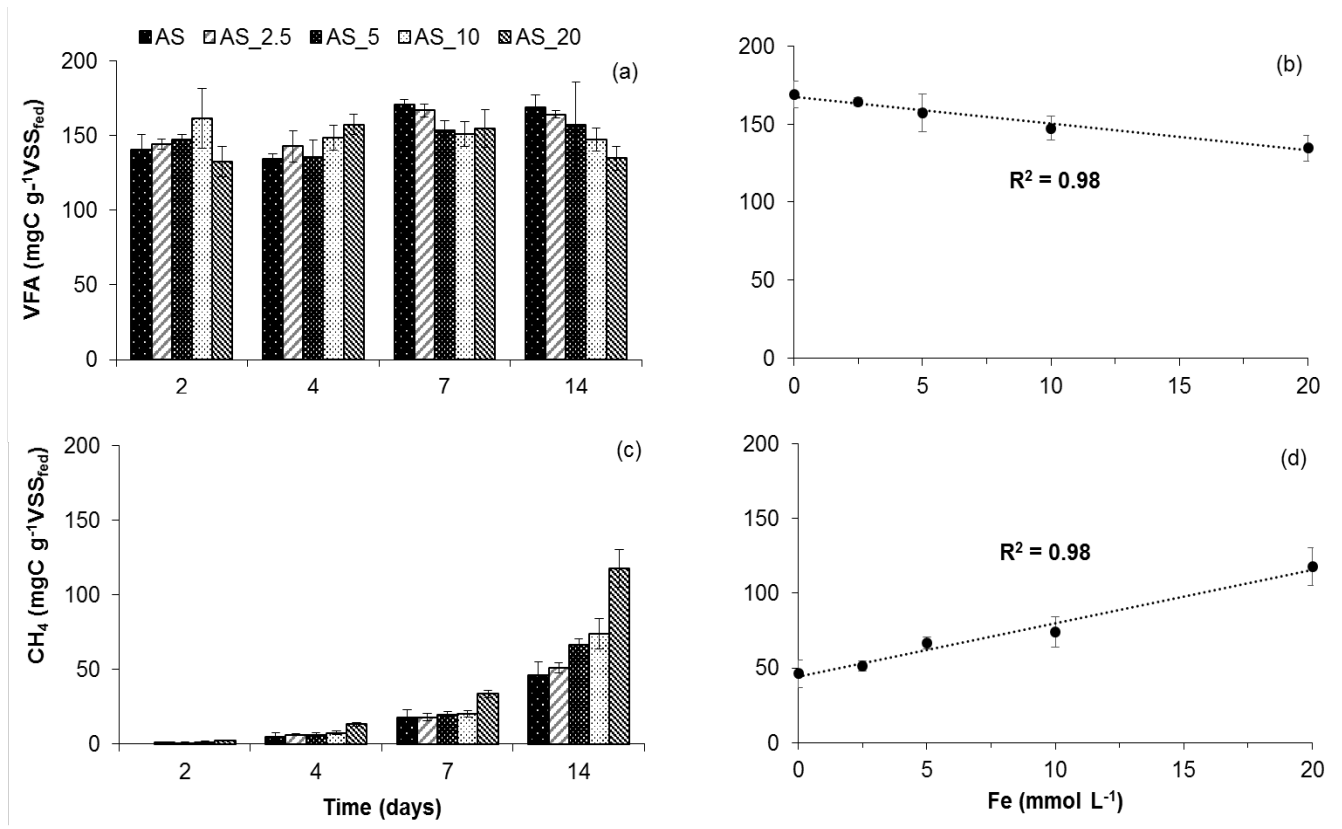 AS AS_2.5 AS_5 AS_10 AS_20
(a)
200
150
100
50
0
VFA (mgC g⁻¹VSSfed)
2 4 7 14
(b)
200
150
100
50
0
R² = 0.98
0 5 10 15 20
(c)
200
150
100
50
0
CH₄ (mgC g⁻¹VSSfed)
2 4 7 14
Time (days)
(d)
200
150
100
50
0
R² = 0.98
0 5 10 15 20
Fe (mmol L⁻¹)